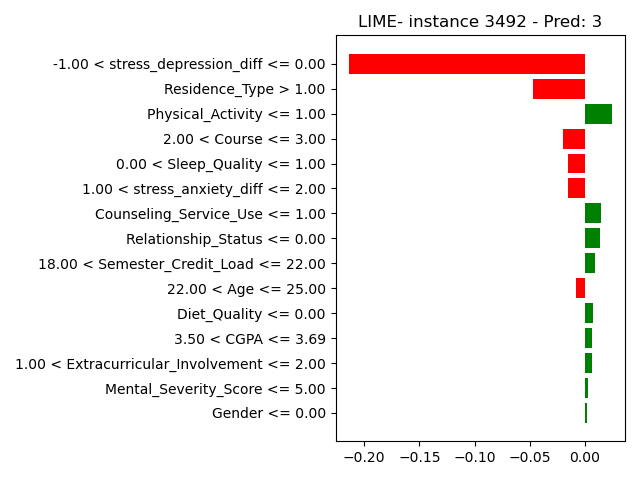 LIME- instance 3492 - Pred: 3
-1.00 < stress_depression_diff <= 0.00
Residence_Type > 1.00
Physical_Activity <= 1.00
2.00 < Course <= 3.00
0.00 < Sleep_Quality <= 1.00
1.00 < stress_anxiety_diff <= 2.00
Counseling_Service_Use <= 1.00
Relationship_Status <= 0.00
18.00 < Semester_Credit_Load <= 22.00
22.00 < Age <= 25.00
Diet_Quality <= 0.00
3.50 < CGPA <= 3.69
1.00 < Extracurricular_Involvement <= 2.00
Mental_Severity_Score <= 5.00
Gender <= 0.00
−0.20 −0.15 −0.10 −0.05 0.00